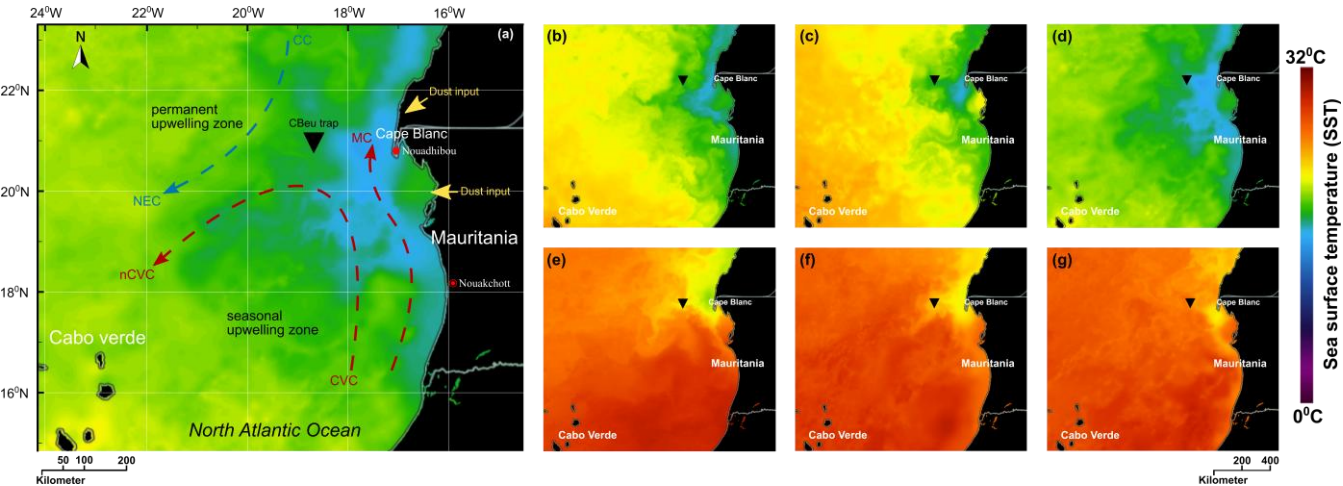 24⁰W 22⁰W 20⁰W 18⁰W 16⁰W
N
CC
(a)
22⁰N
permanent
upwelling zone
Dust input
CBeu trap
MC
Cape Blanc
Nouadhibou
20⁰N
NEC
Dust input
nCVC
Mauritania
18⁰N
Nouakchott
seasonal
upwelling zone
Cabo verde
CVC
16⁰N
North Atlantic Ocean
50 100 200
Kilometer
(b)
Cape Blanc
Mauritania
Cabo Verde
(c)
Cape Blanc
Mauritania
Cabo Verde
(d)
Cape Blanc
Mauritania
Cabo Verde
(e)
Cape Blanc
Mauritania
Cabo Verde
(f)
Cape Blanc
Mauritania
Cabo Verde
(g)
Cape Blanc
Mauritania
Cabo Verde
32⁰C
Sea surface temperature (SST)
0⁰C
200 400
Kilometer